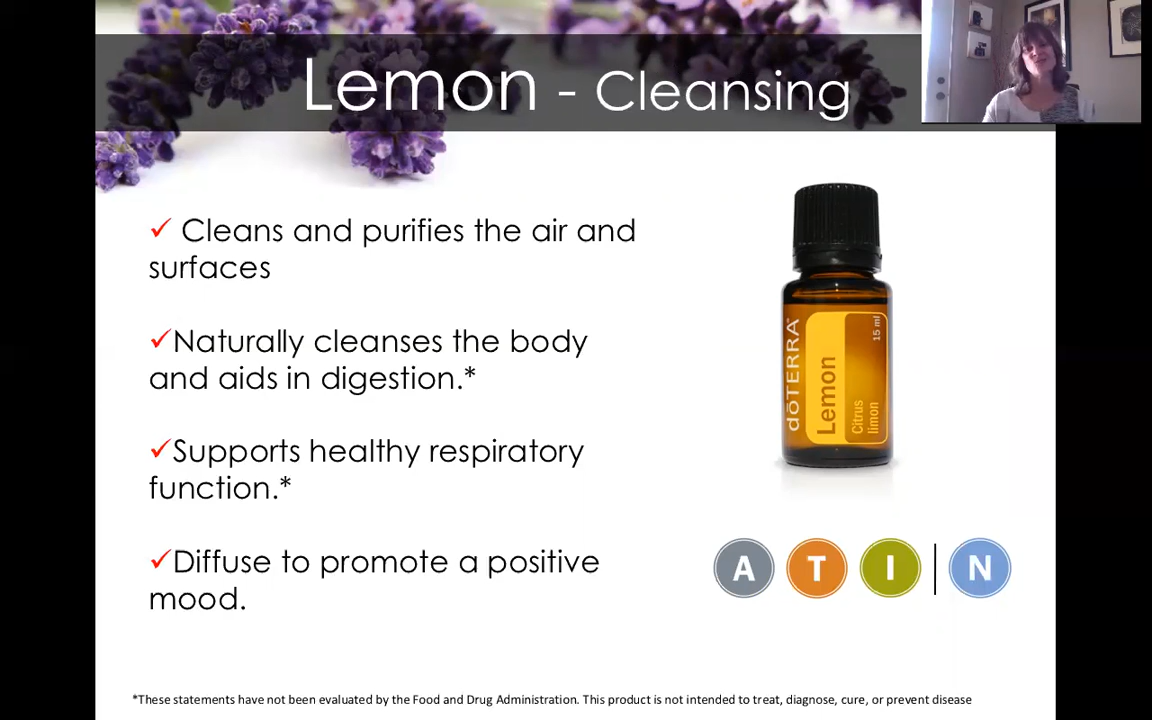 Lemon - Cleansing
✓ Cleans and purifies the air and
surfaces
✓Naturally cleanses the body
and aids in digestion.*
✓Supports healthy respiratory
function.*
✓Diffuse to promote a positive
mood.
dōTERRA®
Lemon
15 ml
Citrus
limon
A T I | N
*These statements have not been evaluated by the Food and Drug Administration. This product is not intended to treat, diagnose, cure, or prevent disease